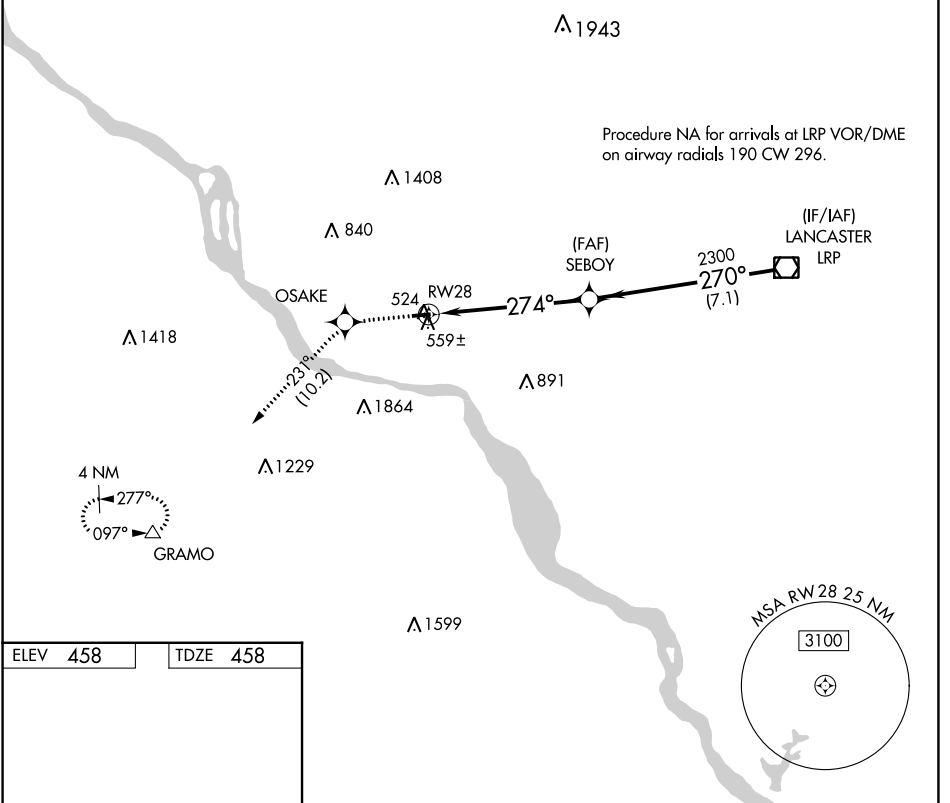 1943
Procedure NA for arrivals at LRP VOR/DME
on airway radials 190 CW 296.
1408
840
(IF/IAF)
LANCASTER
LRP
(FAF)
SEBOY
2300
270°
(7.1)
274°
OSAKE
524
RW28
559±
1418
231°
(10.2)
891
1864
1229
4 NM
277°
097°
GRAMO
1599
MSA RW28 25 NM
3100
ELEV 458
TDZE 458